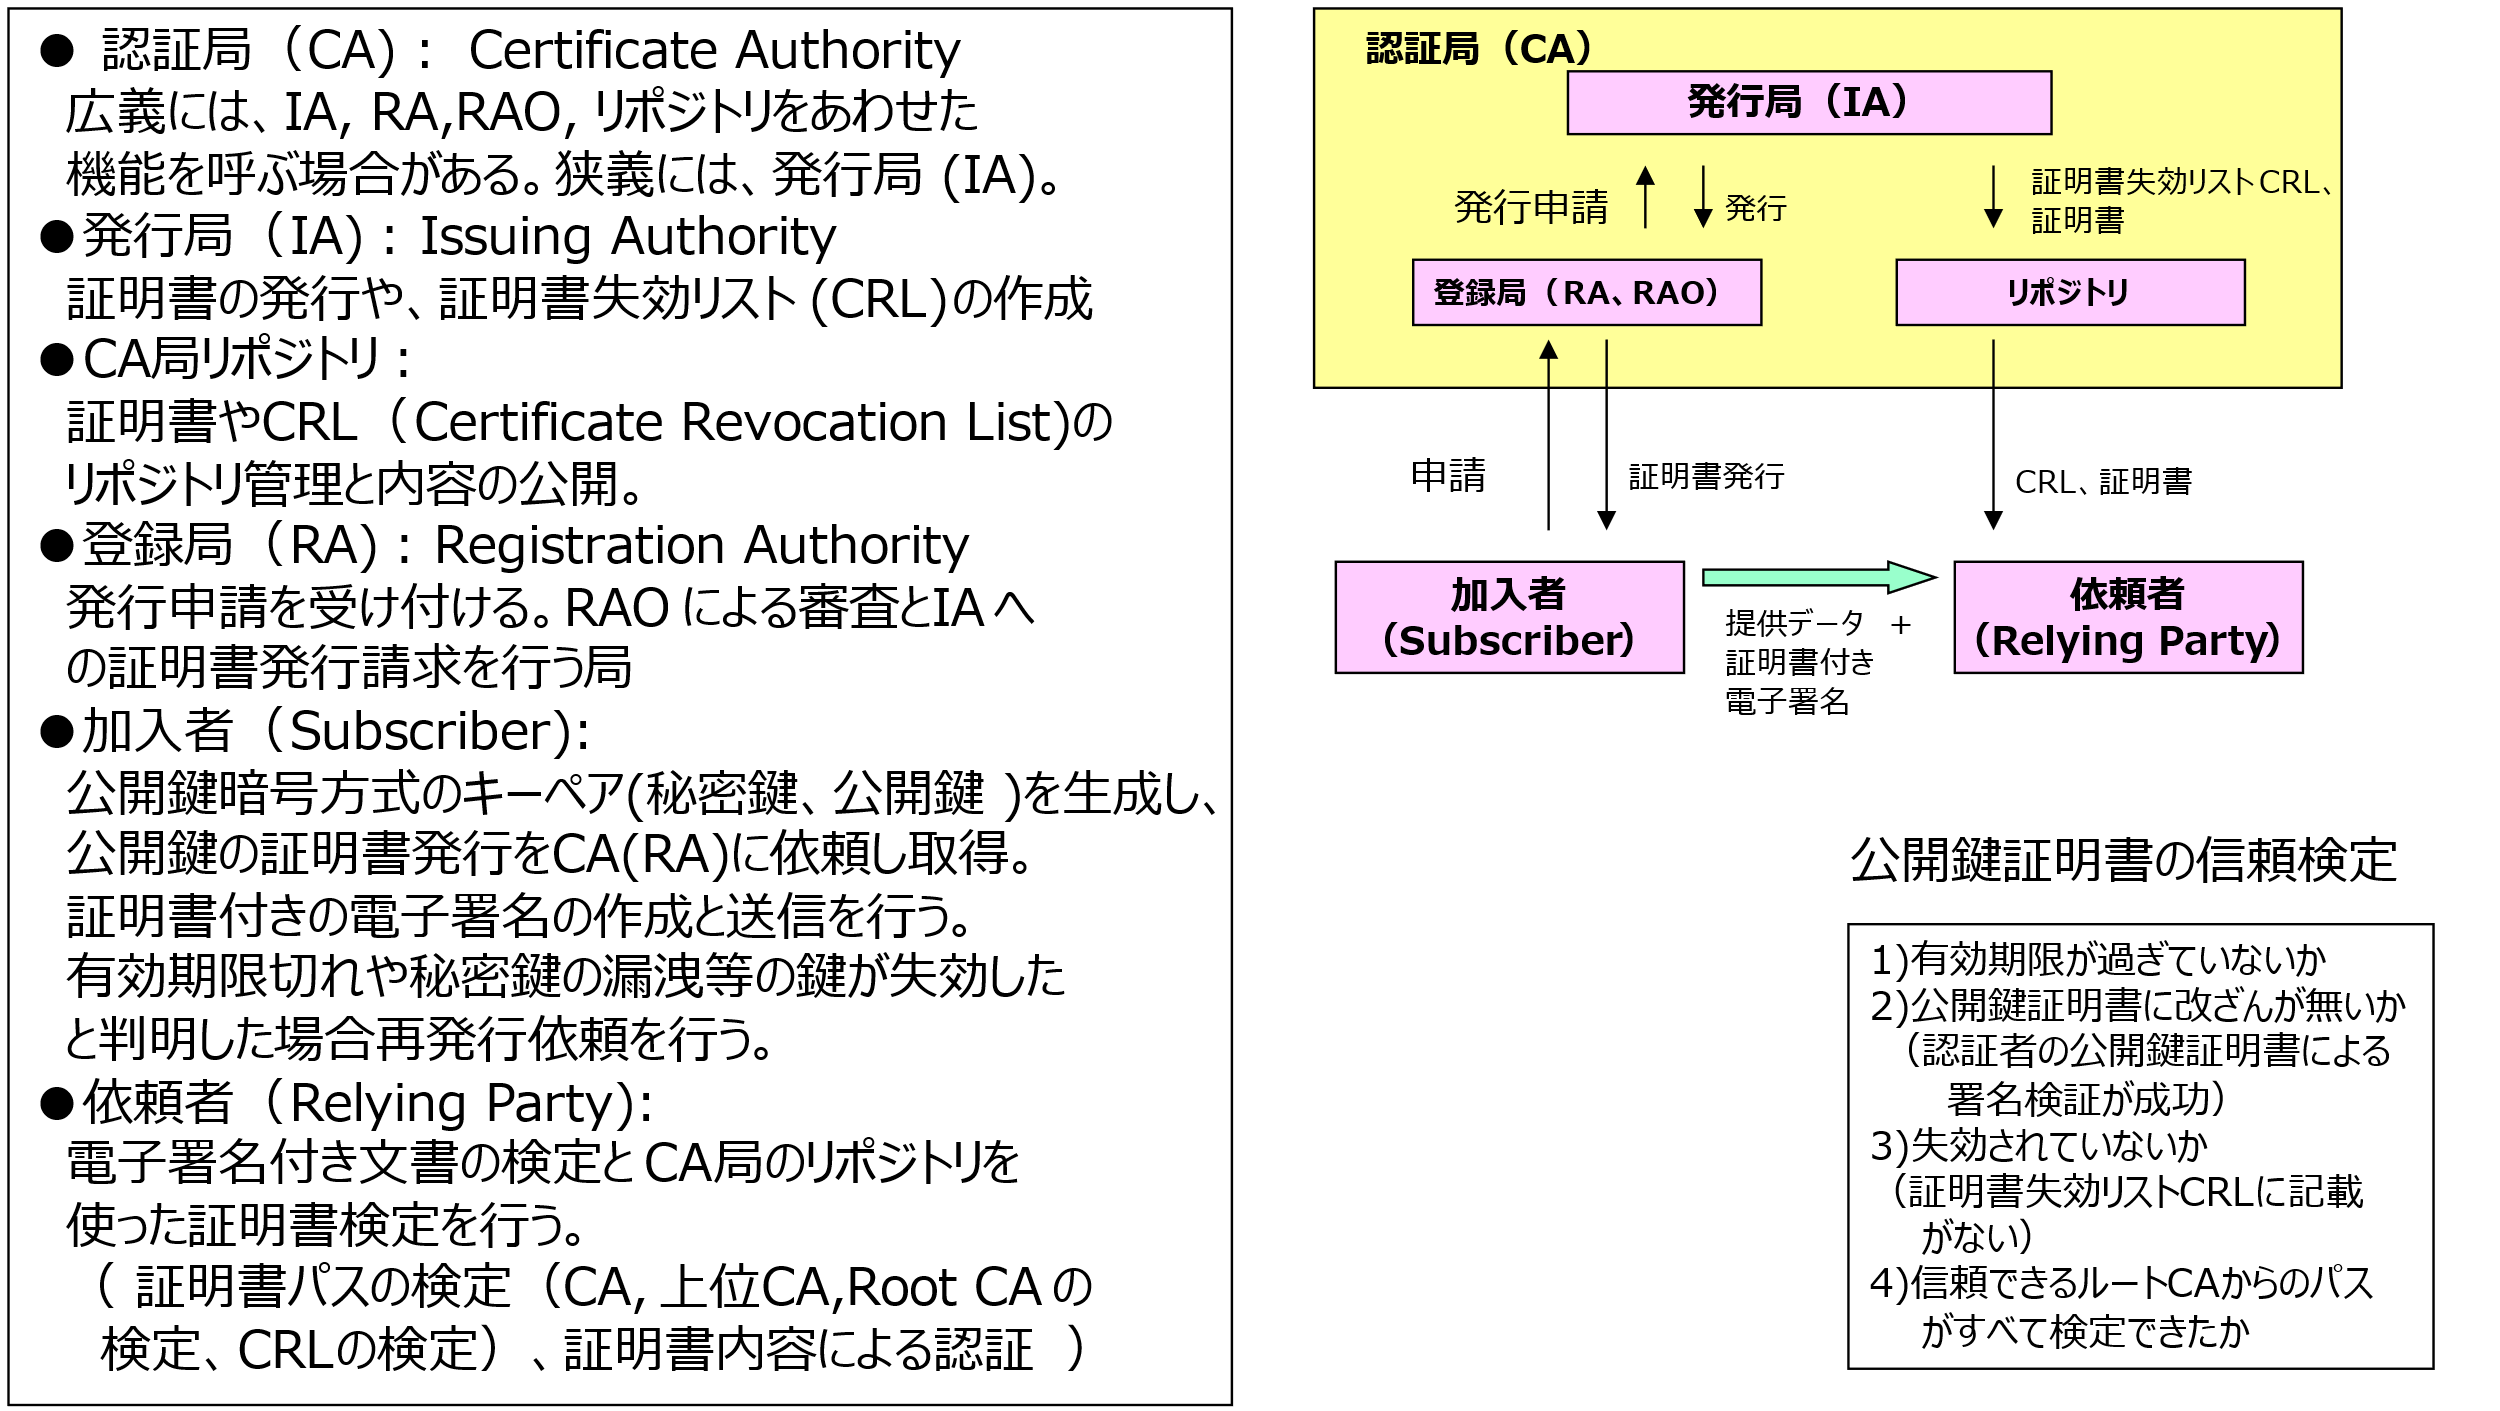 ● 認証局（CA)： Certificate Authority
広義には、IA, RA,RAO, リポジトリをあわせた
機能を呼ぶ場合がある。狭義には、発行局 (IA)。
●発行局（IA)：Issuing Authority
証明書の発行や、証明書失効リスト(CRL)の作成
●CA局リポジトリ：
証明書やCRL（Certificate Revocation List)の
リポジトリ管理と内容の公開。
●登録局（RA)：Registration Authority
発行申請を受け付ける。RAOによる審査とIAへ
の証明書発行請求を行う局
●加入者（Subscriber):
公開鍵暗号方式のキーペア(秘密鍵、公開鍵 )を生成し、
公開鍵の証明書発行をCA(RA)に依頼し取得。
証明書付きの電子署名の作成と送信を行う。
有効期限切れや秘密鍵の漏洩等の鍵が失効した
と判明した場合再発行依頼を行う。
●依頼者（Relying Party):
電子署名付き文書の検定とCA局のリポジトリを
使った証明書検定を行う。
（ 証明書パスの検定（CA, 上位CA,Root CAの
検定、CRLの検定）、証明書内容による認証 ）
認証局（CA）
発行局（IA）
発行申請
発行
証明書失効リストCRL、
証明書
登録局（RA、RAO）
リポジトリ
申請
証明書発行
CRL、証明書
加入者
（Subscriber）
提供データ ＋
証明書付き
電子署名
依頼者
（Relying Party）
公開鍵証明書の信頼検定
1)有効期限が過ぎていないか
2)公開鍵証明書に改ざんが無いか
（認証者の公開鍵証明書による
署名検証が成功）
3)失効されていないか
（証明書失効リストCRLに記載
がない）
4)信頼できるルートCAからのパス
がすべて検定できたか